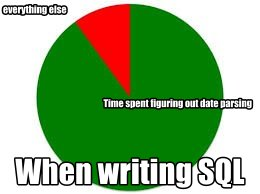 everything else
Time spent figuring out date parsing
When writing SQL